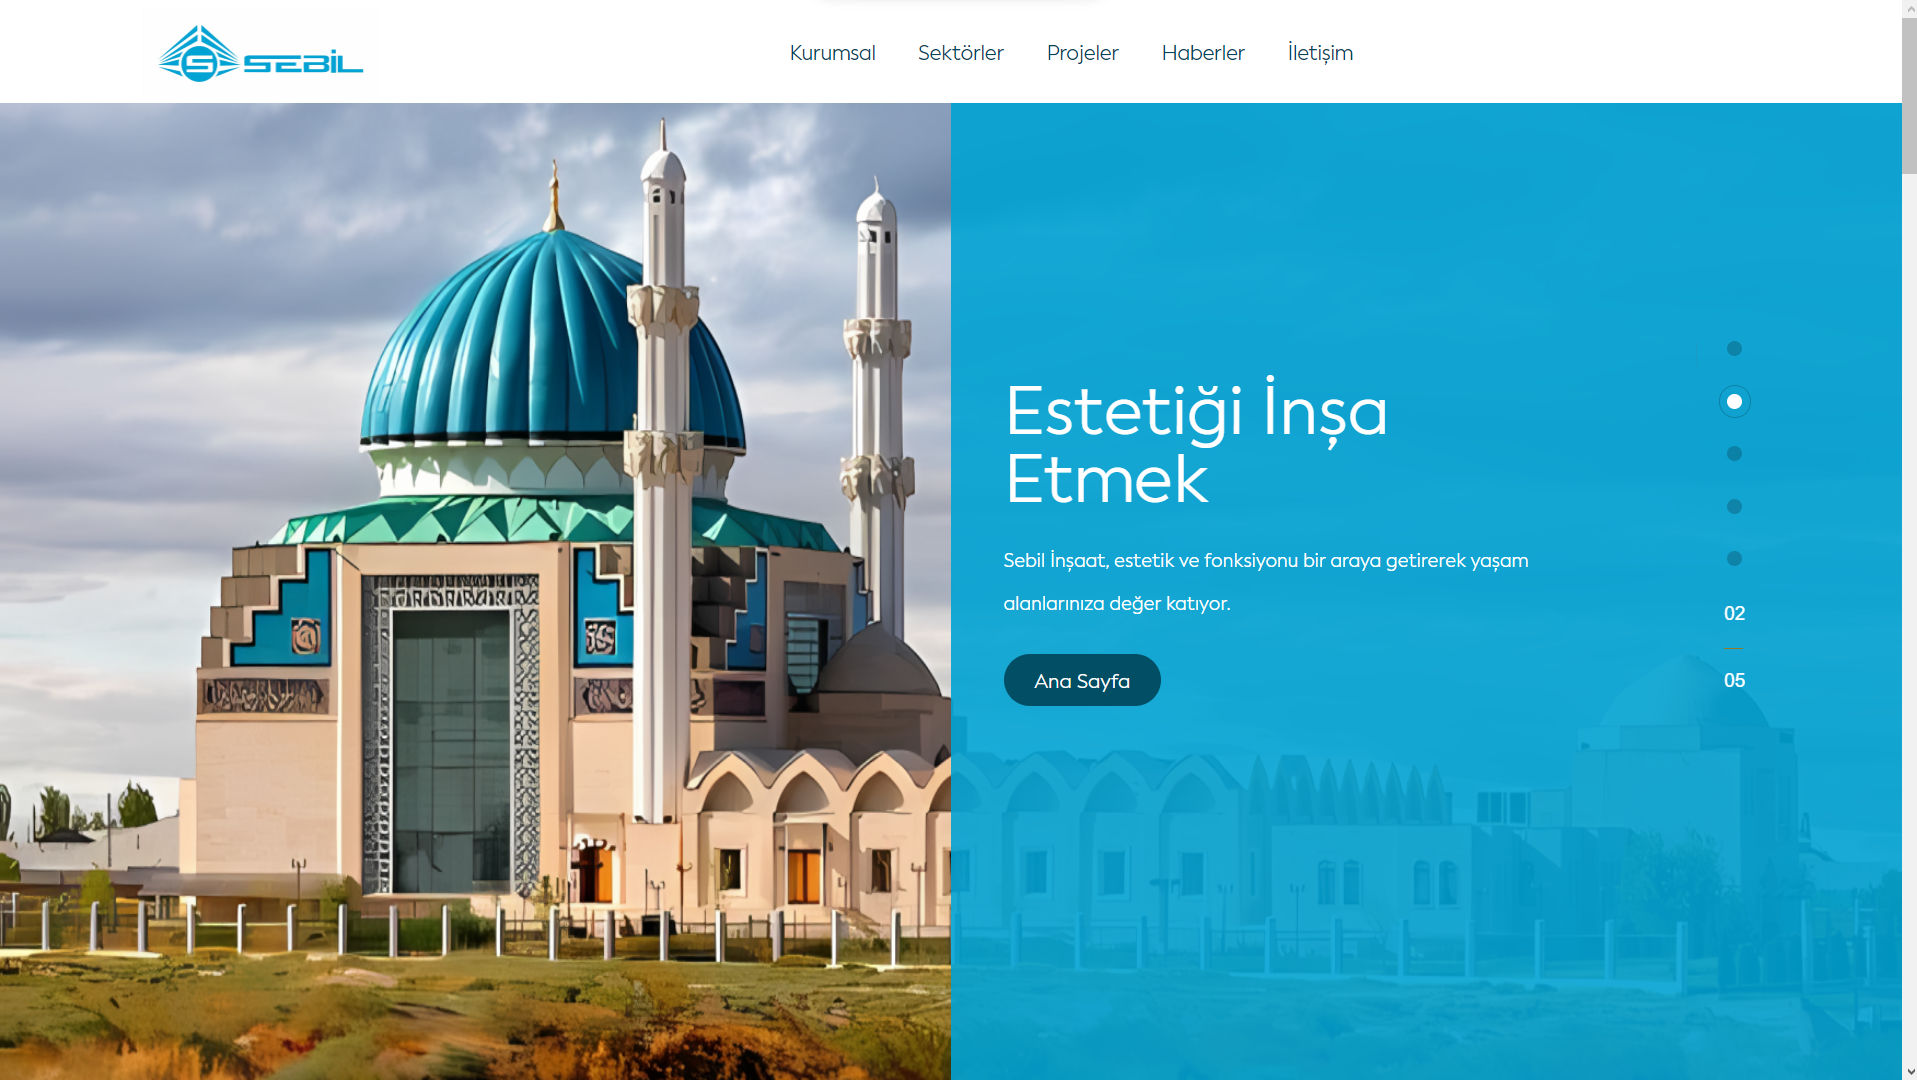 SEBİL
Kurumsal
Sektörler
Projeler
Haberler
İletişim
Estetiği İnşa
Etmek
Sebil İnşaat, estetik ve fonksiyonu bir araya getirerek yaşam
alanlarınıza değer katıyor.
Ana Sayfa
02
05